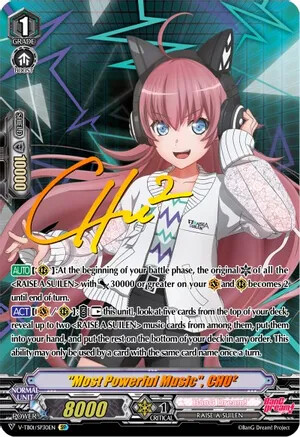 1
GRADE
BOOST
SHIELD 10000
CHU²
AUTO : At the beginning of your battle phase, the original of all the
<RAISE A SUILEN> with 30000 or greater on your and becomes 2
until end of turn.
ACT / : this unit, look at five cards from the top of your deck,
reveal up to two <RAISE A SUILEN> music cards from among them, put them
into your hand, and put the rest on the bottom of your deck in any order. This
ability may only be used by a card with the same card name once a turn.
NORMAL UNIT
"Most Powerful Music", CHU²
POWER 8000
1
CRITICAL
RAISE A SUILEN
BanG Dream!
V-TB01/SP20EN SP
©BanG Dream! Project